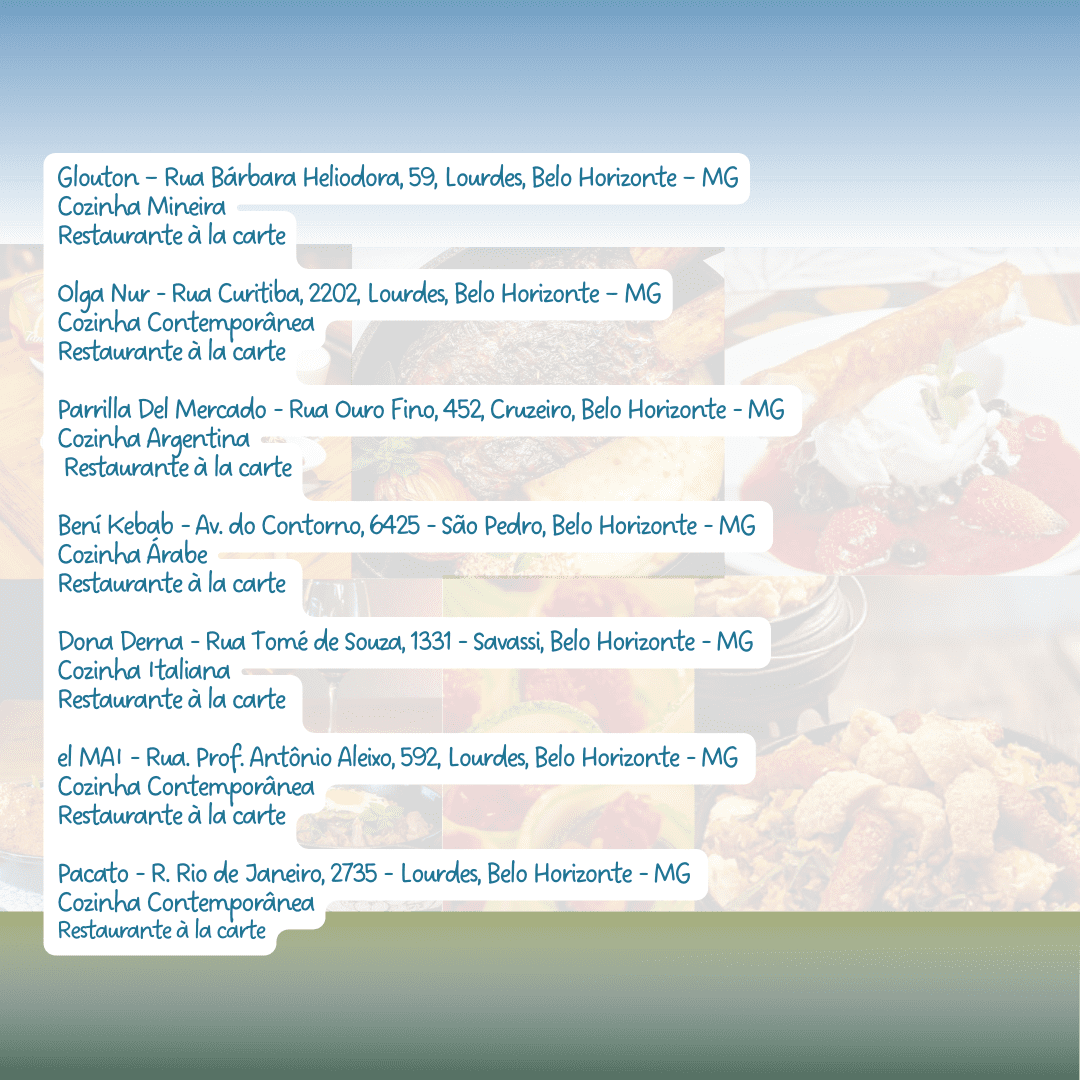 Glouton – Rua Bárbara Heliodora, 59, Lourdes, Belo Horizonte – MG
Cozinha Mineira
Restaurante à la carte
Olga Nur - Rua Curitiba, 2202, Lourdes, Belo Horizonte – MG
Cozinha Contemporânea
Restaurante à la carte
Parrilla Del Mercado - Rua Ouro Fino, 452, Cruzeiro, Belo Horizonte - MG
Cozinha Argentina
Restaurante à la carte
Bení Kebab - Av. do Contorno, 6425 - São Pedro, Belo Horizonte - MG
Cozinha Árabe
Restaurante à la carte
Dona Derna - Rua Tomé de Souza, 1331 - Savassi, Belo Horizonte - MG
Cozinha Italiana
Restaurante à la carte
el MAI - Rua. Prof. Antônio Aleixo, 592, Lourdes, Belo Horizonte - MG
Cozinha Contemporânea
Restaurante à la carte
Pacato - R. Rio de Janeiro, 2735 - Lourdes, Belo Horizonte - MG
Cozinha Contemporânea
Restaurante à la carte